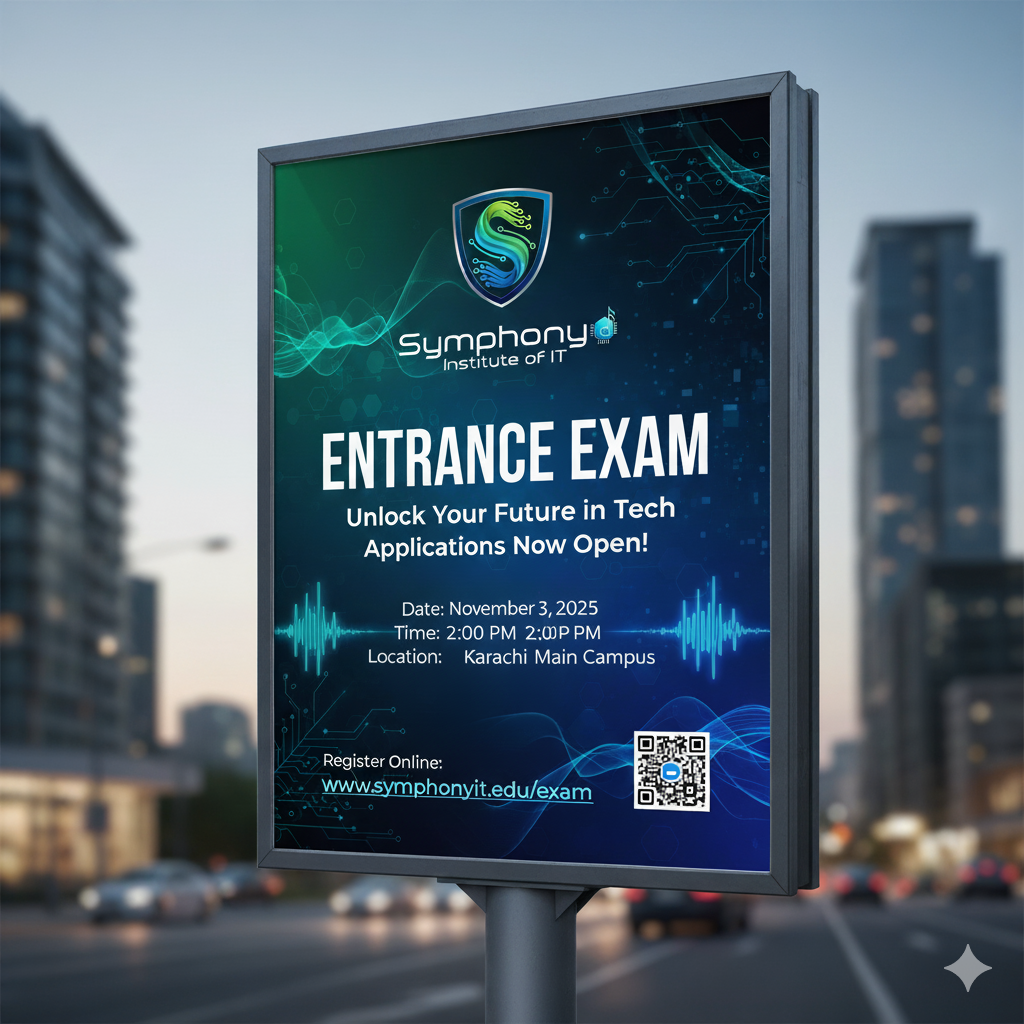 Symphony
Institute of IT
ENTRANCE EXAM
Unlock Your Future in Tech
Applications Now Open!
Date: November 3, 2025
Time: 2:00 PM PM
Location: Karachi Main Campus
Register Online:
www.symphonyit.edu/exam